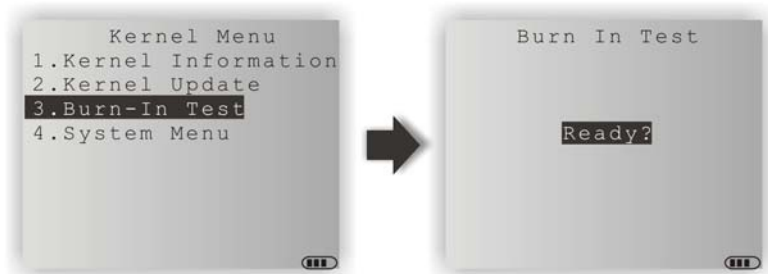 Kernel Menu
1.Kernel Information
2.Kernel Update
3.Burn-In Test
4.System Menu
Burn In Test
Ready?